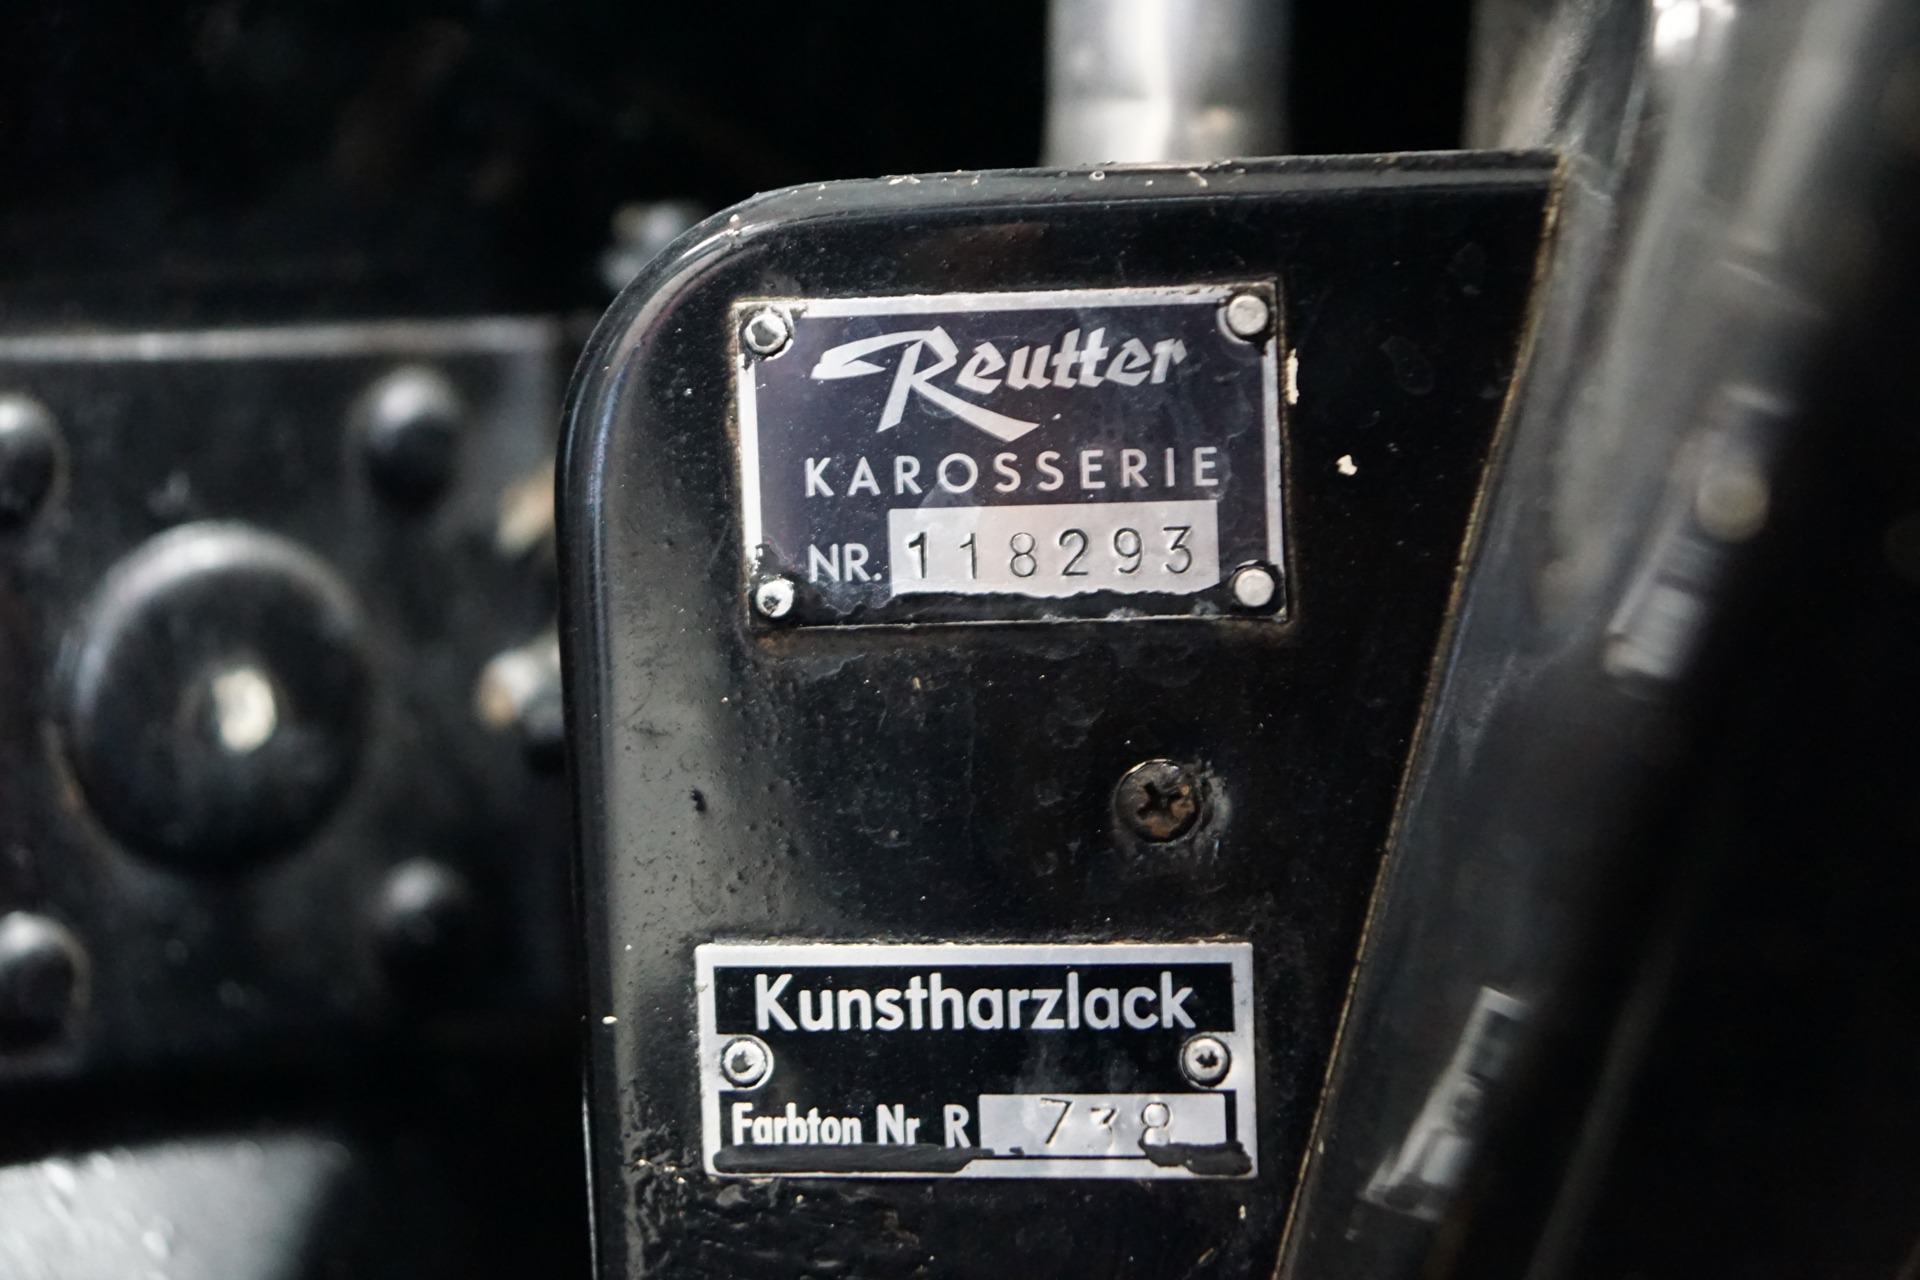 Reutter
KAROSSERIE
NR. 118293
Kunstharzlack
Farbton Nr R 738